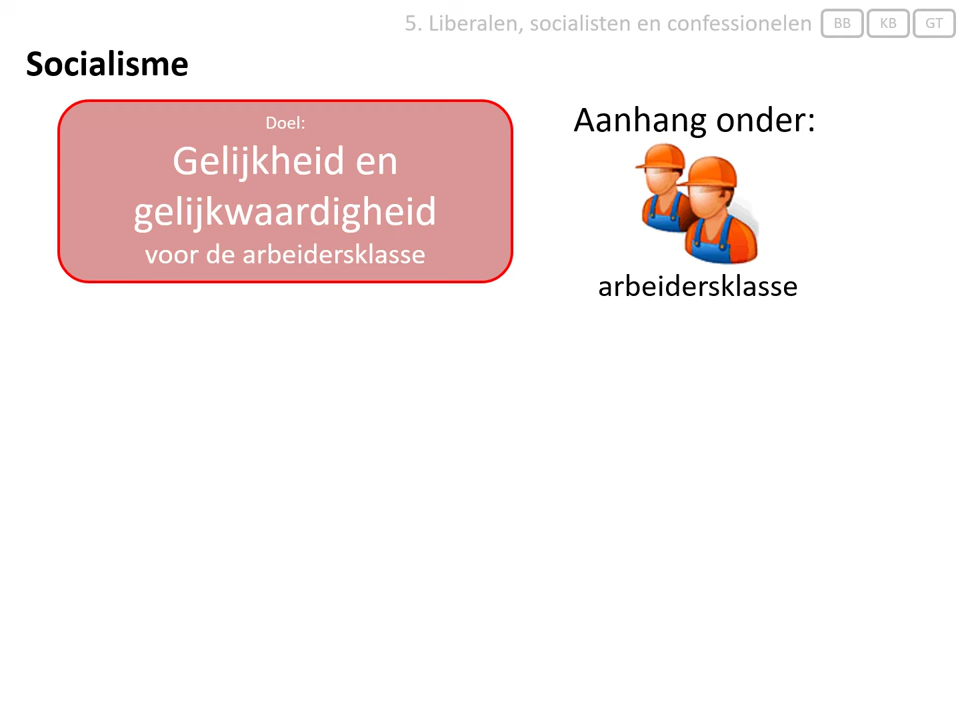 5. Liberalen, socialisten en confessionelen BB KB GT
Socialisme
Doel:
Gelijkheid en
gelijkwaardigheid
voor de arbeidersklasse
Aanhang onder:
arbeidersklasse